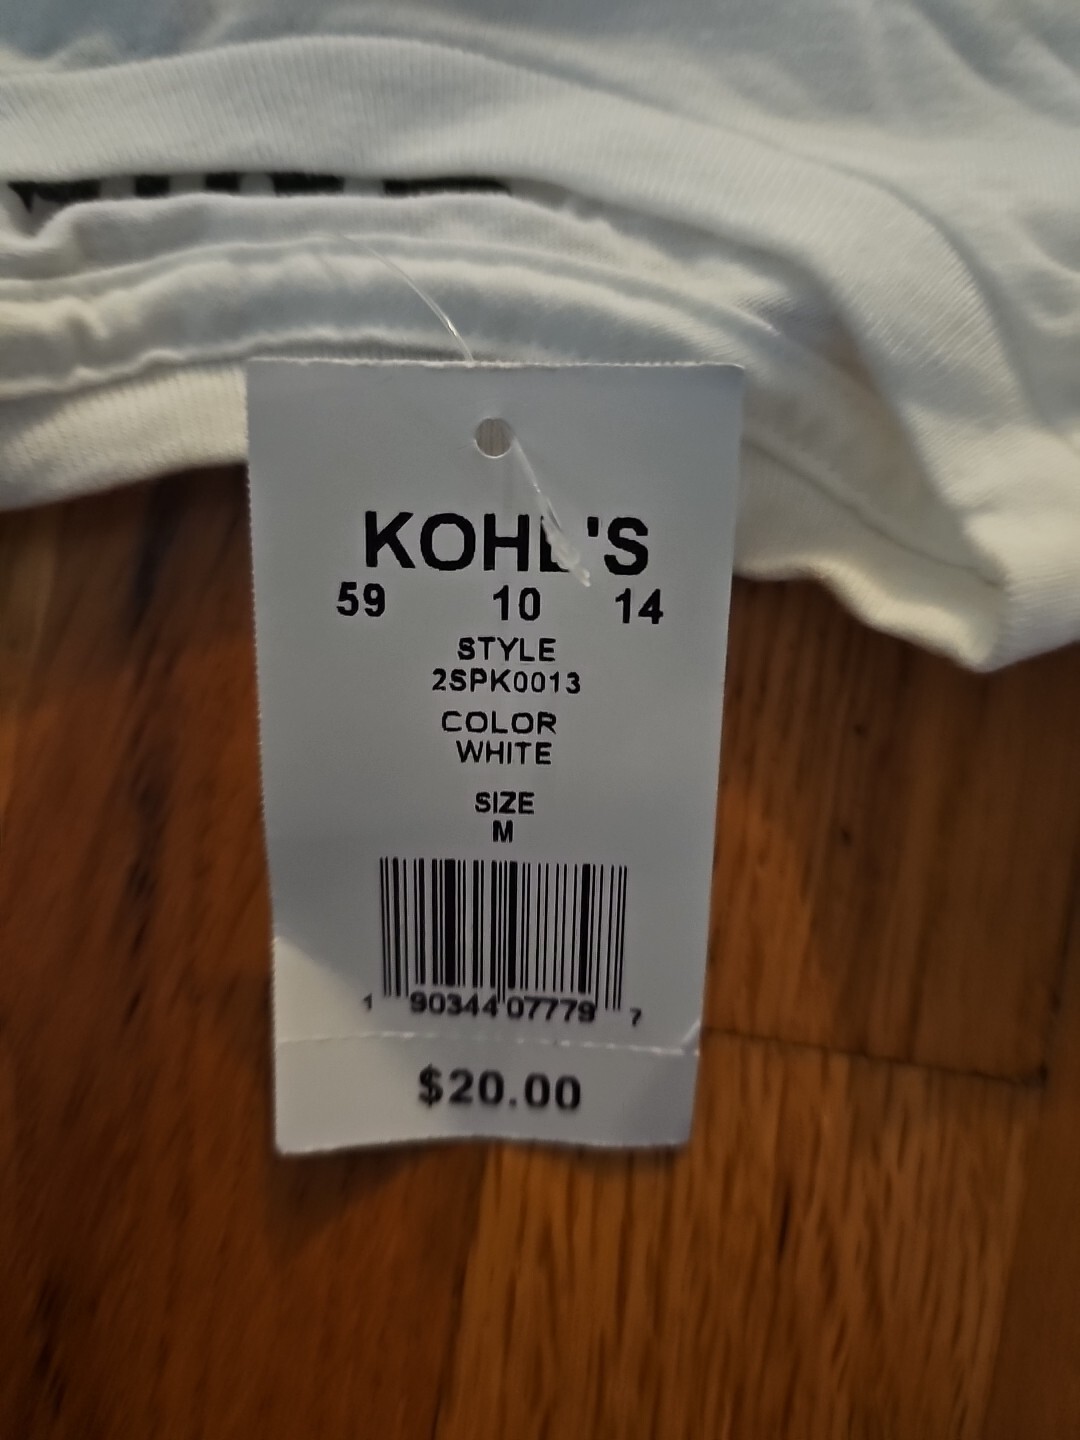 KOHL'S
59 10 14
STYLE
2SPK0013
COLOR
WHITE
SIZE
M
1 90344 07779 7
$20.00